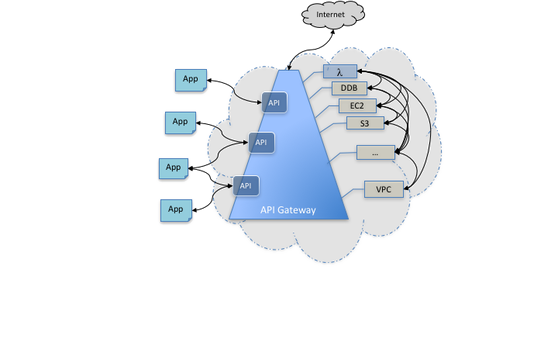 Internet
App
λ
DDB
API
EC2
App
S3
API
...
App
API
VPC
App
API Gateway